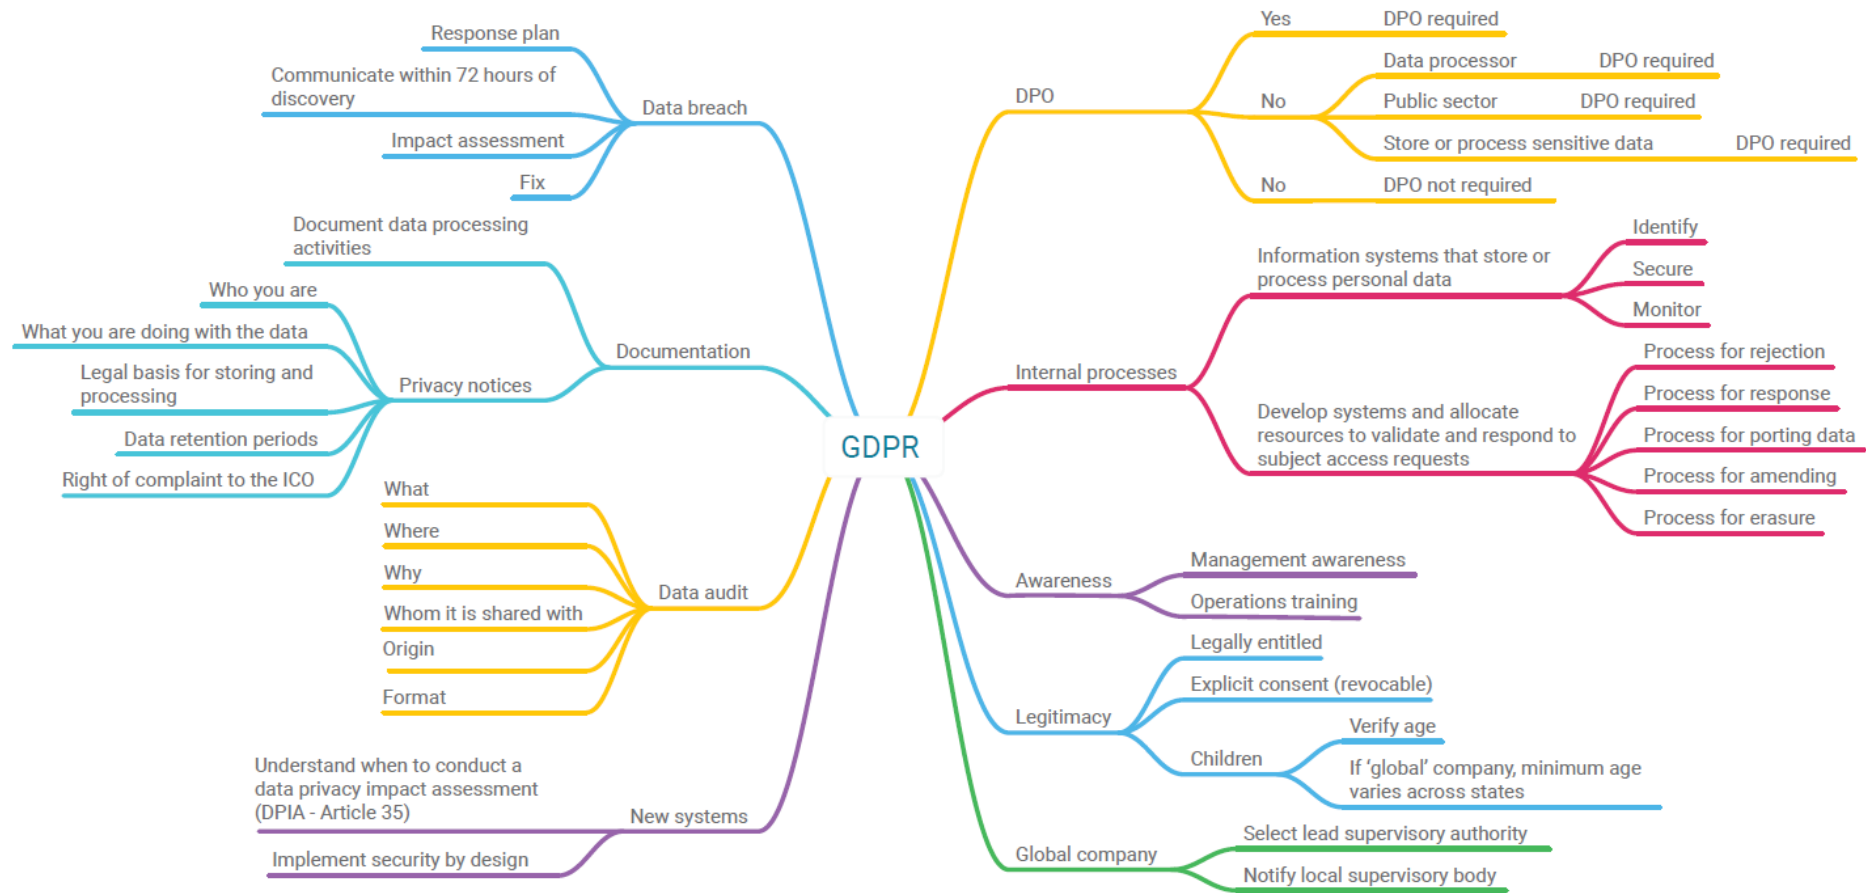 GDPR
Data breach
Response plan
Communicate within 72 hours of
discovery
Impact assessment
Fix
Documentation
Document data processing
activities
Privacy notices
Who you are
What you are doing with the data
Legal basis for storing and
processing
Data retention periods
Right of complaint to the ICO
Data audit
What
Where
Why
Whom it is shared with
Origin
Format
New systems
Understand when to conduct a
data privacy impact assessment
(DPIA - Article 35)
Implement security by design
DPO
Yes
DPO required
No
Data processor
DPO required
Public sector
DPO required
Store or process sensitive data
DPO required
No
DPO not required
Internal processes
Information systems that store or
process personal data
Identify
Secure
Monitor
Develop systems and allocate
resources to validate and respond to
subject access requests
Process for rejection
Process for response
Process for porting data
Process for amending
Process for erasure
Awareness
Management awareness
Operations training
Legitimacy
Legally entitled
Explicit consent (revocable)
Children
Verify age
If ‘global’ company, minimum age
varies across states
Global company
Select lead supervisory authority
Notify local supervisory body